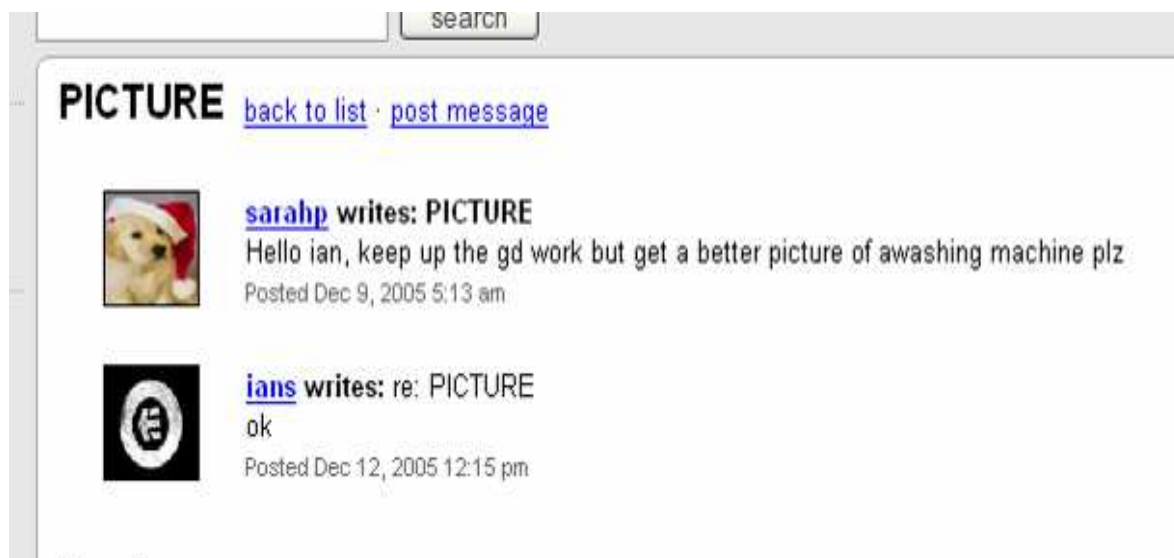 search
PICTURE back to list · post message
sarahp writes: PICTURE
Hello ian, keep up the gd work but get a better picture of awashing machine plz
Posted Dec 9, 2005 5:13 am
ians writes: re: PICTURE
ok
Posted Dec 12, 2005 12:15 pm